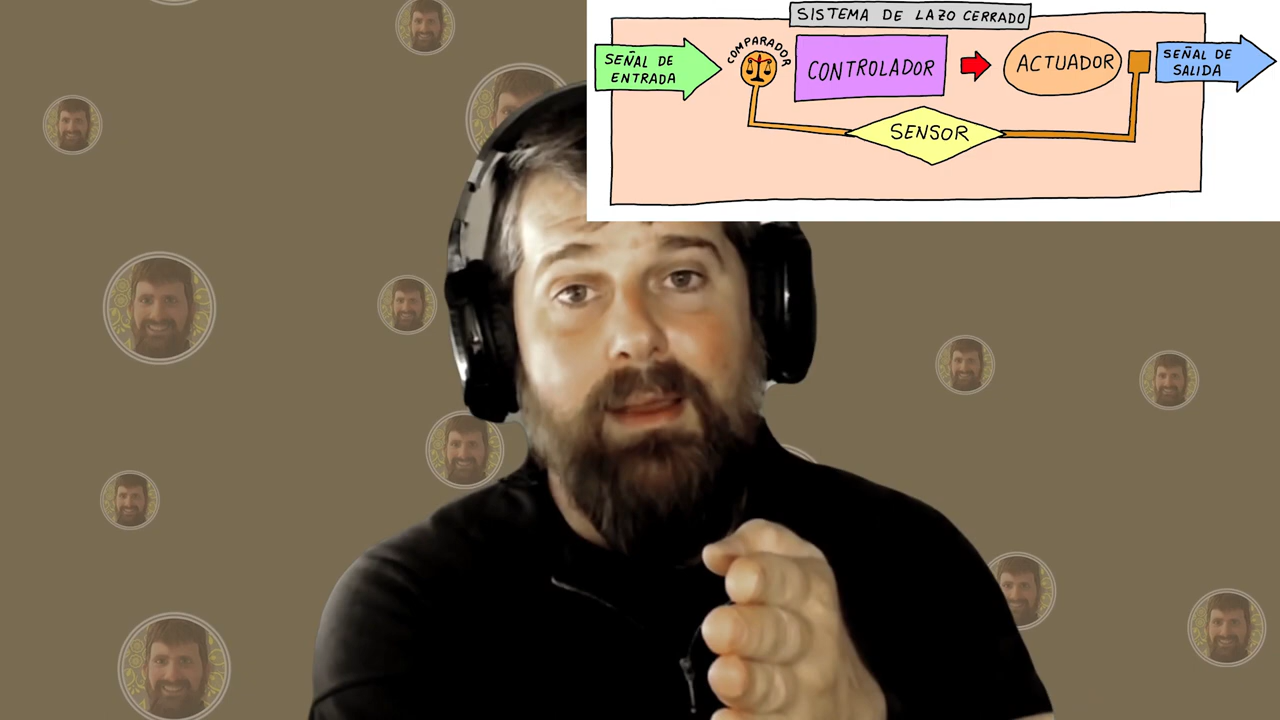 SISTEMA DE LAZO CERRADO
SEÑAL DE
ENTRADA
COMPARADOR
CONTROLADOR
ACTUADOR
SEÑAL DE
SALIDA
SENSOR